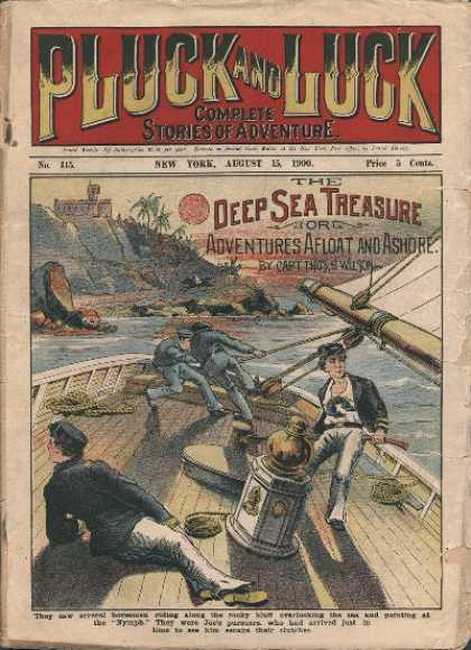 PLUCK AND LUCK
COMPLETE
STORIES OF ADVENTURE.
No. 115. NEW YORK, AUGUST 15, 1900. Price 5 Cents.
THE
DEEP SEA TREASURE
OR
ADVENTURES AFLOAT AND ASHORE.
BY CAPT. THOS. H. WILSON.
They saw several horsemen riding along the rocky bluff overlooking the sea and pointing at
the "Nymph." They were Joe's pursuers, who had arrived just in
time to see him escape their clutches.